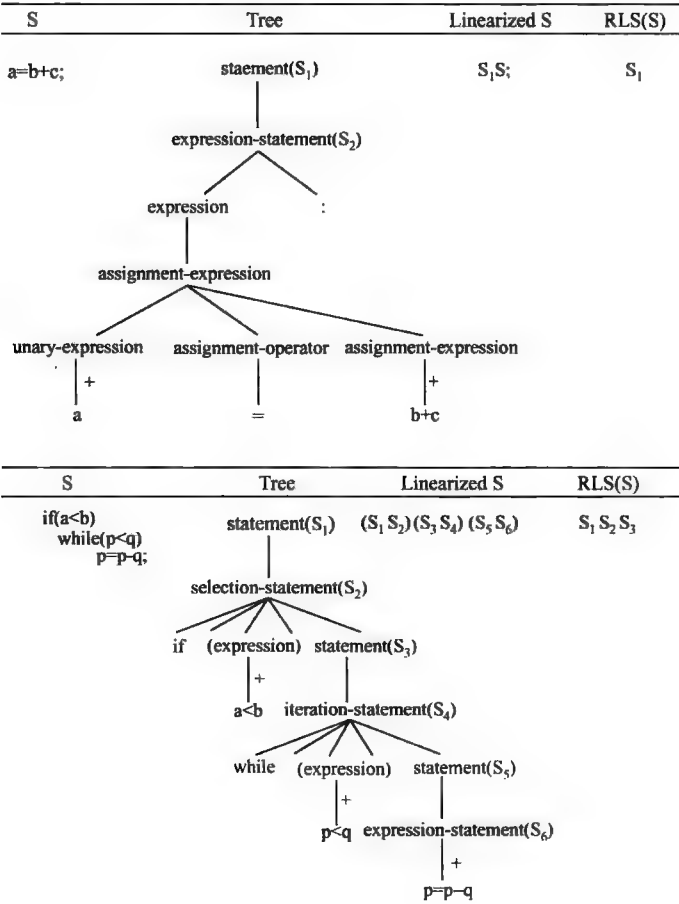 S Tree Linearized S RLS(S)
a=b+c; staement(S₁) S₁S; S₁
expression-statement(S₂)
expression :
assignment-expression
unary-expression assignment-operator assignment-expression
+ +
a = b+c
S Tree Linearized S RLS(S)
if(a<b) statement(S₁) (S₁ S₂)(S₃ S₄) (S₅ S₆) S₁ S₂ S₃
while(p<q)
p=p-q;
selection-statement(S₂)
if (expression) statement(S₃)
+
a<b iteration-statement(S₄)
while (expression) statement(S₅)
+
p<q expression-statement(S₆)
+
p=p–q